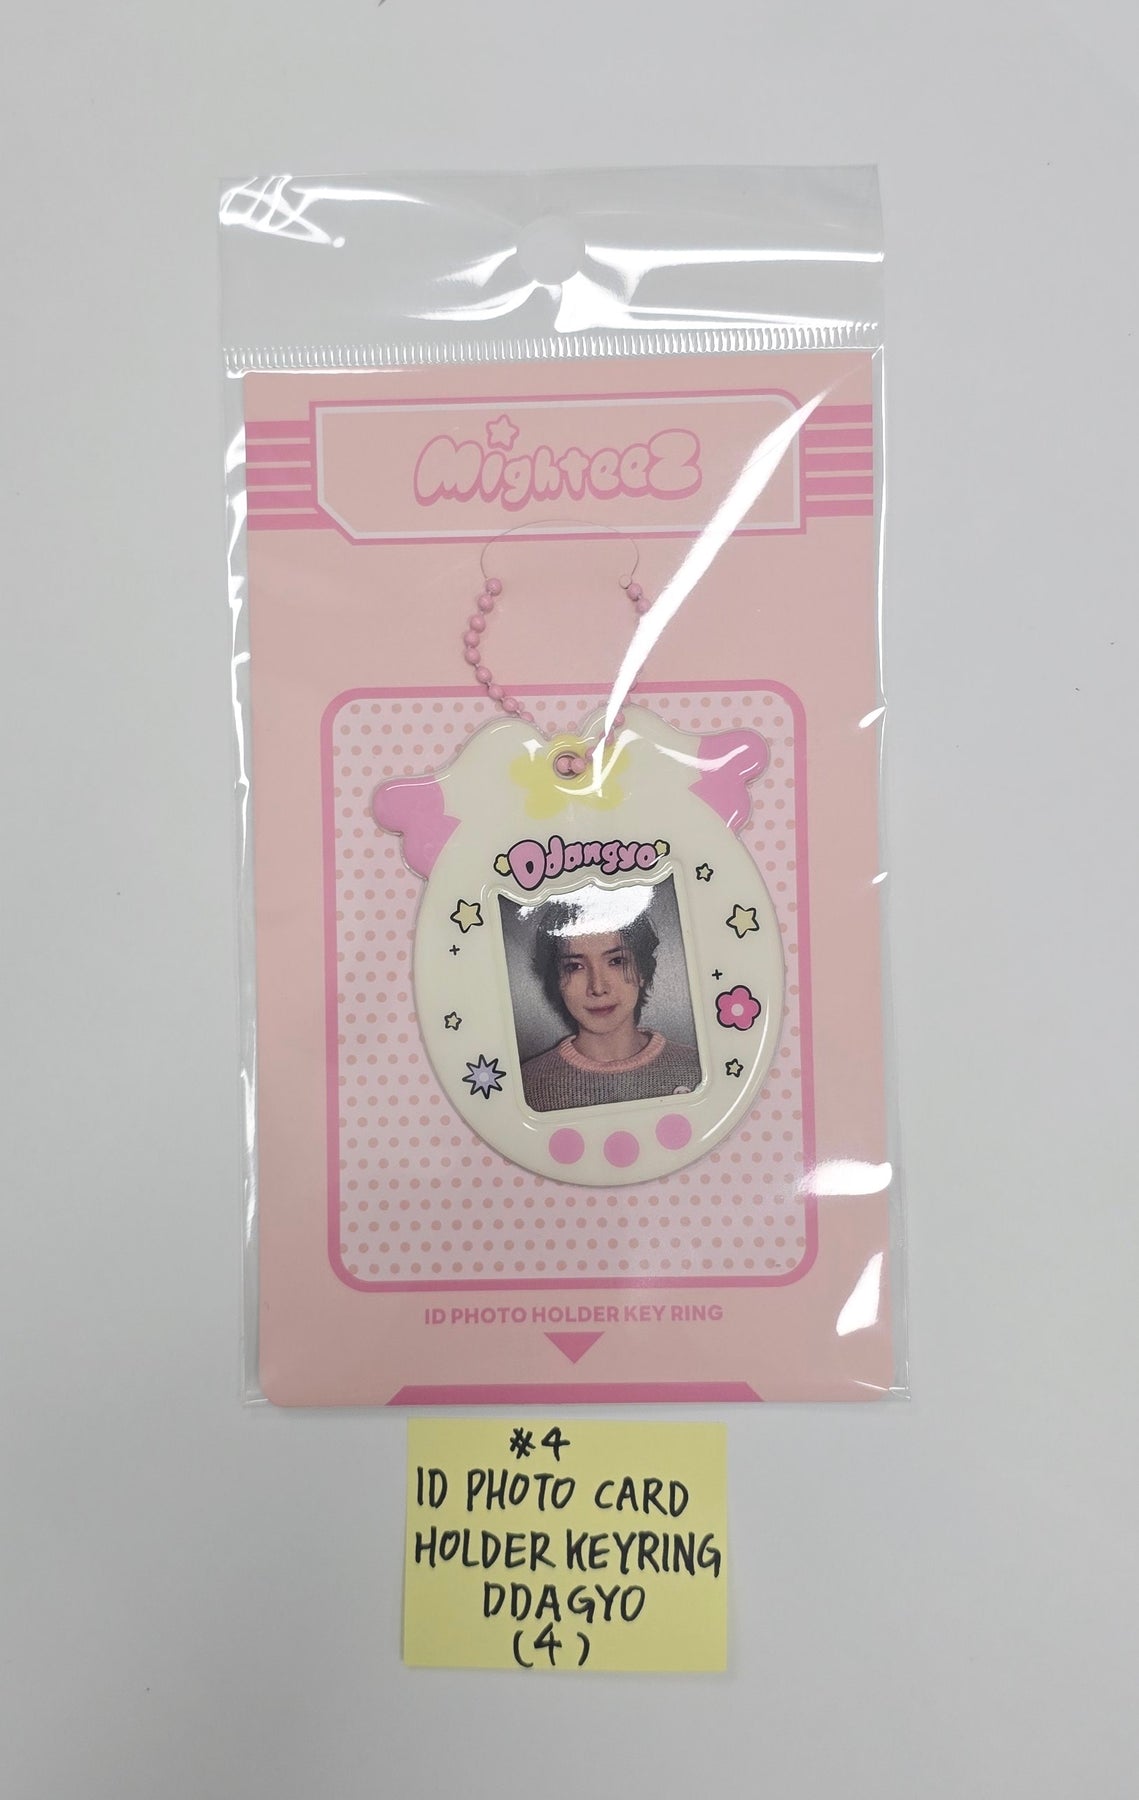 MighteeZ
Ddangyo
ID PHOTO HOLDER KEY RING
#4
ID PHOTO CARD
HOLDER KEYRING
DDAGYO
(4)